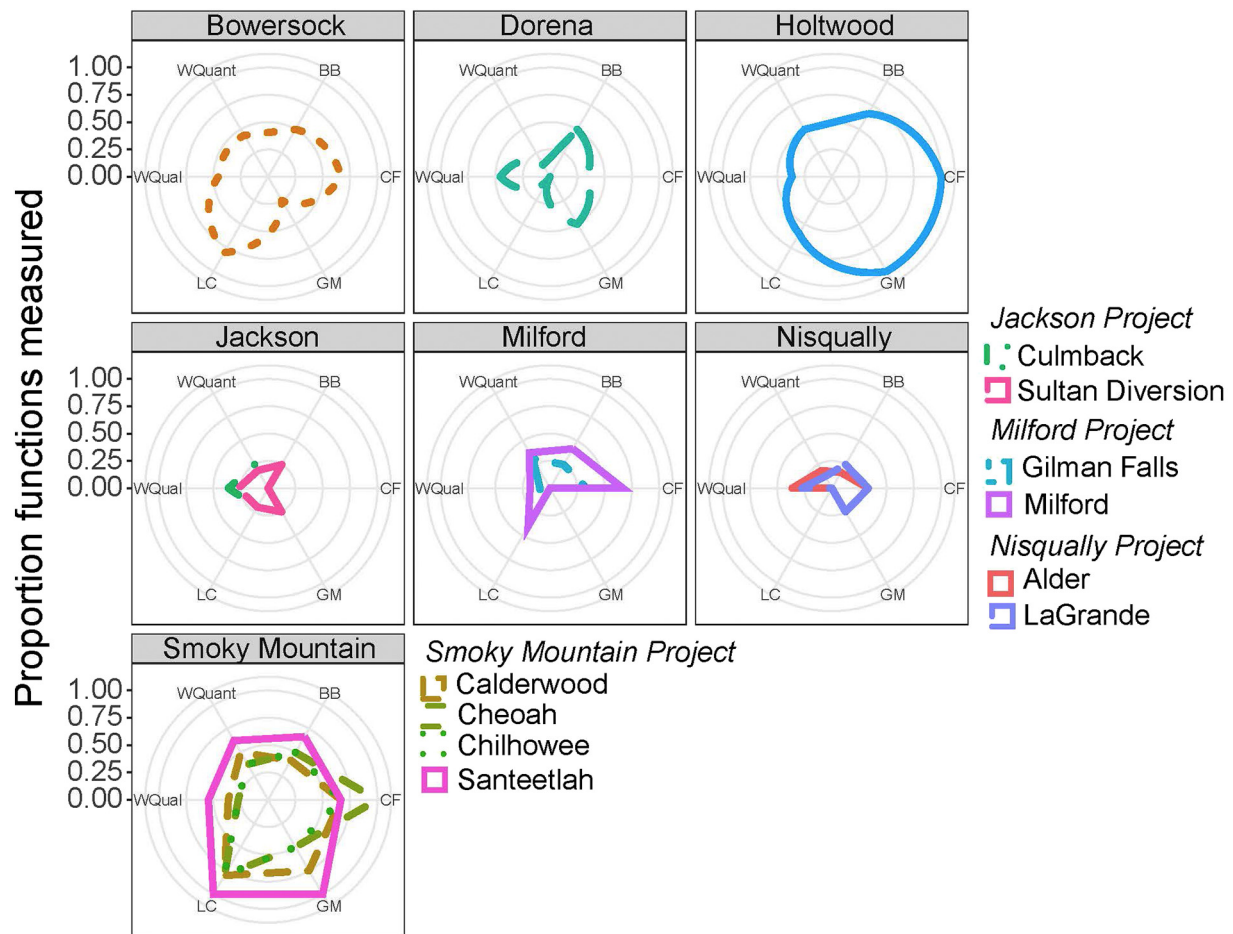 Proportion functions measured
Bowersock
Dorena
Holtwood
1.00
0.75
0.50
0.25
0.00
WQuant
BB
WQual
CF
LC
GM
WQuant
BB
WQual
CF
LC
GM
WQuant
BB
WQual
CF
LC
GM
Jackson
Milford
Nisqually
1.00
0.75
0.50
0.25
0.00
WQuant
BB
WQual
CF
LC
GM
WQuant
BB
WQual
CF
LC
GM
WQuant
BB
WQual
CF
LC
GM
Jackson Project
Culmback
Sultan Diversion
Milford Project
Gilman Falls
Milford
Nisqually Project
Alder
LaGrande
Smoky Mountain
1.00
0.75
0.50
0.25
0.00
WQuant
BB
WQual
CF
LC
GM
Smoky Mountain Project
Calderwood
Cheoah
Chilhowee
Santeetlah